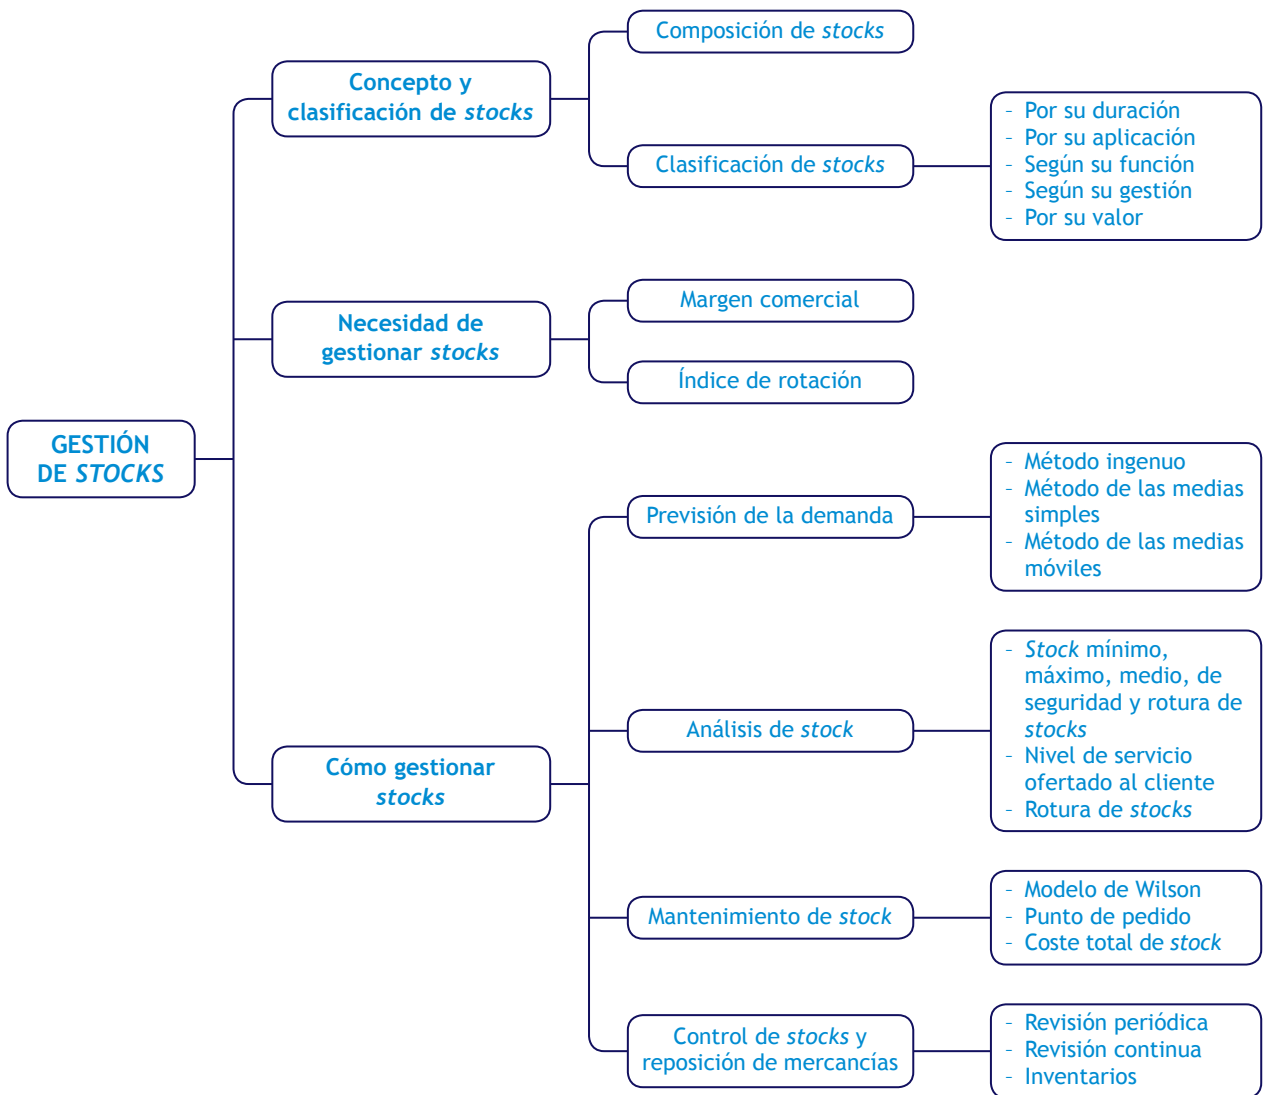 GESTIÓN
DE STOCKS
Concepto y
clasificación de stocks
Composición de stocks
Clasificación de stocks
- Por su duración
- Por su aplicación
- Según su función
- Según su gestión
- Por su valor
Necesidad de
gestionar stocks
Margen comercial
Índice de rotación
Cómo gestionar
stocks
Previsión de la demanda
- Método ingenuo
- Método de las medias
simples
- Método de las medias
móviles
Análisis de stock
- Stock mínimo,
máximo, medio, de
seguridad y rotura de
stocks
- Nivel de servicio
ofertado al cliente
- Rotura de stocks
Mantenimiento de stock
- Modelo de Wilson
- Punto de pedido
- Coste total de stock
Control de stocks y
reposición de mercancías
- Revisión periódica
- Revisión continua
- Inventarios